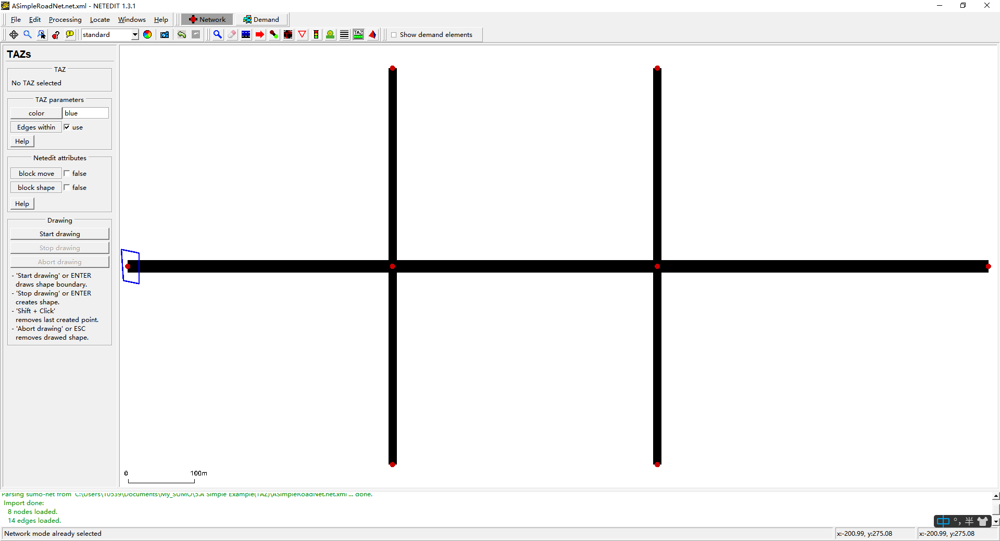 ASimpleRoadNet.net.xml - NETEDIT 1.3.1
File Edit Processing Locate Windows Help Network Demand
standard TAZ Show demand elements
TAZs
TAZ
No TAZ selected
TAZ parameters
color blue
Edges within use
Help
Netedit attributes
block move false
block shape false
Help
Drawing
Start drawing
Stop drawing
Abort drawing
- 'Start drawing' or ENTER
draws shape boundary.
- 'Stop drawing' or ENTER
creates shape.
- 'Shift + Click'
removes last created point.
- 'Abort drawing' or ESC
removes drawed shape.
0 100m
Parsing sumo-net from 'C:\Users\10539\Documents\My_SUMO\5.A Simple Example(TAZ)\ASimpleRoadNet.net.xml ... done.
Import done:
8 nodes loaded.
14 edges loaded.
中 °, 半
Network mode already selected x:-200.99, y:275.08 x:-200.99, y:275.08